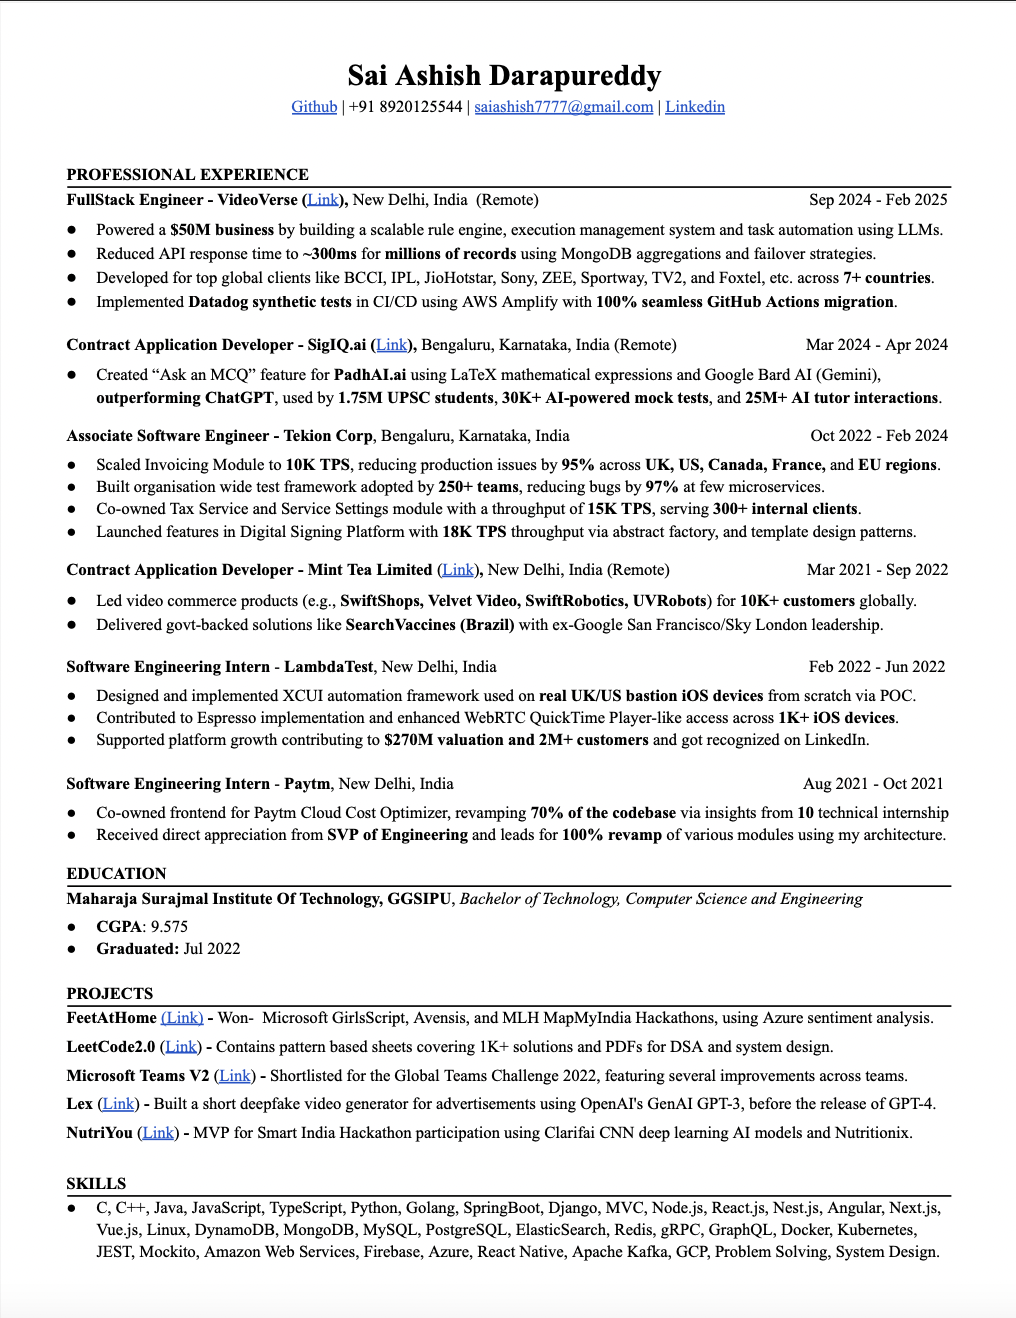 Sai Ashish Darapureddy
Github | +91 8920125544 | saiashish7777@gmail.com | Linkedin
PROFESSIONAL EXPERIENCE
FullStack Engineer - VideoVerse (Link), New Delhi, India (Remote) Sep 2024 - Feb 2025
● Powered a $50M business by building a scalable rule engine, execution management system and task automation using LLMs.
● Reduced API response time to ~300ms for millions of records using MongoDB aggregations and failover strategies.
● Developed for top global clients like BCCI, IPL, JioHotstar, Sony, ZEE, Sportway, TV2, and Foxtel, etc. across 7+ countries.
● Implemented Datadog synthetic tests in CI/CD using AWS Amplify with 100% seamless GitHub Actions migration.
Contract Application Developer - SigIQ.ai (Link), Bengaluru, Karnataka, India (Remote) Mar 2024 - Apr 2024
● Created “Ask an MCQ” feature for PadhAI.ai using LaTeX mathematical expressions and Google Bard AI (Gemini),
outperforming ChatGPT, used by 1.75M UPSC students, 30K+ AI-powered mock tests, and 25M+ AI tutor interactions.
Associate Software Engineer - Tekion Corp, Bengaluru, Karnataka, India Oct 2022 - Feb 2024
● Scaled Invoicing Module to 10K TPS, reducing production issues by 95% across UK, US, Canada, France, and EU regions.
● Built organisation wide test framework adopted by 250+ teams, reducing bugs by 97% at few microservices.
● Co-owned Tax Service and Service Settings module with a throughput of 15K TPS, serving 300+ internal clients.
● Launched features in Digital Signing Platform with 18K TPS throughput via abstract factory, and template design patterns.
Contract Application Developer - Mint Tea Limited (Link), New Delhi, India (Remote) Mar 2021 - Sep 2022
● Led video commerce products (e.g., SwiftShops, Velvet Video, SwiftRobotics, UVRobots) for 10K+ customers globally.
● Delivered govt-backed solutions like SearchVaccines (Brazil) with ex-Google San Francisco/Sky London leadership.
Software Engineering Intern - LambdaTest, New Delhi, India Feb 2022 - Jun 2022
● Designed and implemented XCUI automation framework used on real UK/US bastion iOS devices from scratch via POC.
● Contributed to Espresso implementation and enhanced WebRTC QuickTime Player-like access across 1K+ iOS devices.
● Supported platform growth contributing to $270M valuation and 2M+ customers and got recognized on LinkedIn.
Software Engineering Intern - Paytm, New Delhi, India Aug 2021 - Oct 2021
● Co-owned frontend for Paytm Cloud Cost Optimizer, revamping 70% of the codebase via insights from 10 technical internship
● Received direct appreciation from SVP of Engineering and leads for 100% revamp of various modules using my architecture.
EDUCATION
Maharaja Surajmal Institute Of Technology, GGSIPU, Bachelor of Technology, Computer Science and Engineering
● CGPA: 9.575
● Graduated: Jul 2022
PROJECTS
FeetAtHome (Link) - Won- Microsoft GirlsScript, Avensis, and MLH MapMyIndia Hackathons, using Azure sentiment analysis.
LeetCode2.0 (Link) - Contains pattern based sheets covering 1K+ solutions and PDFs for DSA and system design.
Microsoft Teams V2 (Link) - Shortlisted for the Global Teams Challenge 2022, featuring several improvements across teams.
Lex (Link) - Built a short deepfake video generator for advertisements using OpenAI's GenAI GPT-3, before the release of GPT-4.
NutriYou (Link) - MVP for Smart India Hackathon participation using Clarifai CNN deep learning AI models and Nutritionix.
SKILLS
● C, C++, Java, JavaScript, TypeScript, Python, Golang, SpringBoot, Django, MVC, Node.js, React.js, Nest.js, Angular, Next.js,
Vue.js, Linux, DynamoDB, MongoDB, MySQL, PostgreSQL, ElasticSearch, Redis, gRPC, GraphQL, Docker, Kubernetes,
JEST, Mockito, Amazon Web Services, Firebase, Azure, React Native, Apache Kafka, GCP, Problem Solving, System Design.